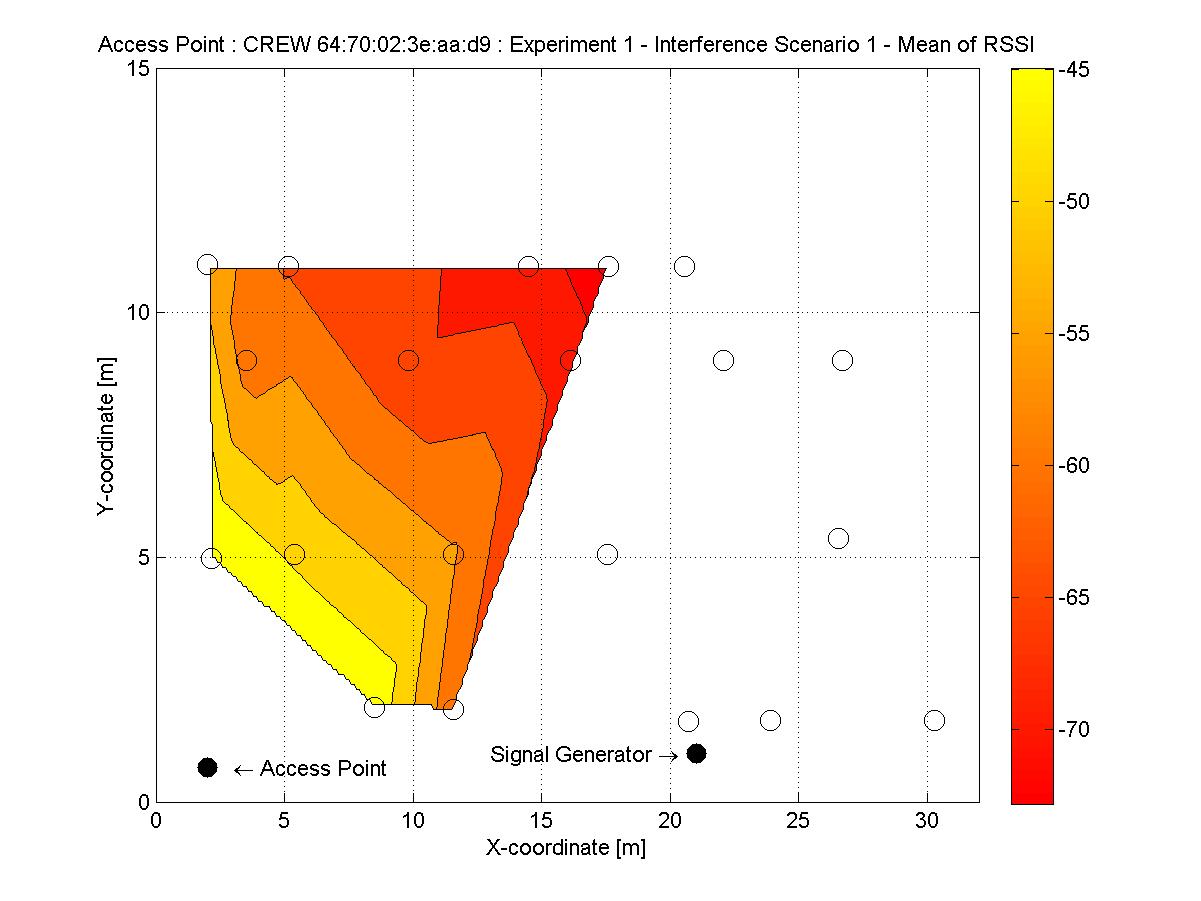 Access Point : CREW 64:70:02:3e:aa:d9 : Experiment 1 - Interference Scenario 1 - Mean of RSSI
15
10
5
0
Y-coordinate [m]
← Access Point
Signal Generator →
0 5 10 15 20 25 30
X-coordinate [m]
-45
-50
-55
-60
-65
-70